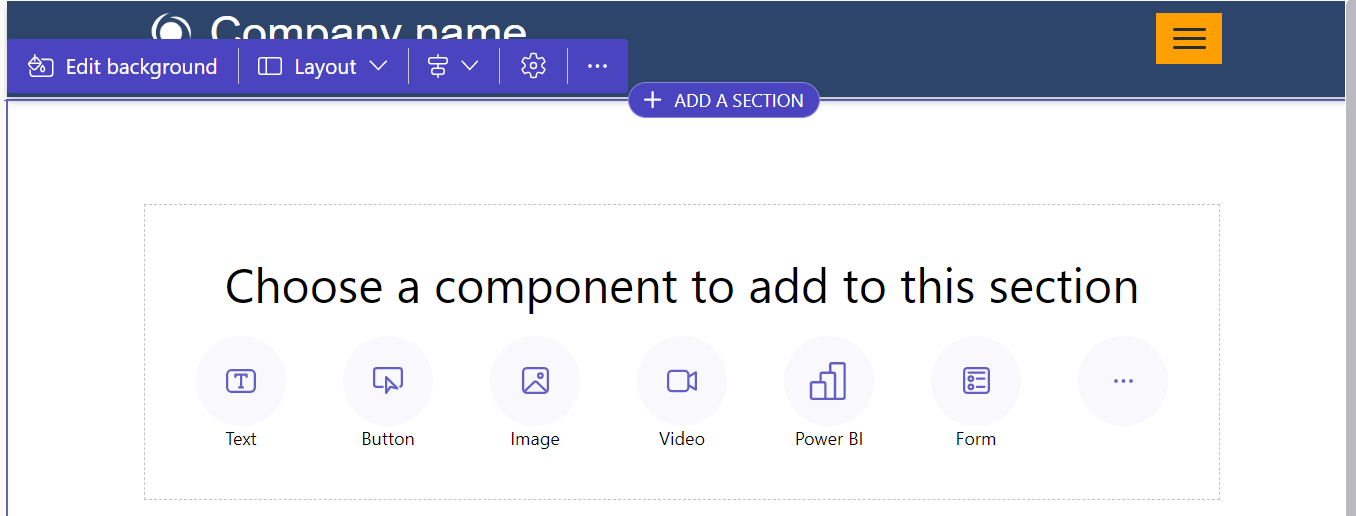 Company name
Edit background
Layout
ADD A SECTION
Choose a component to add to this section
Text
Button
Image
Video
Power BI
Form